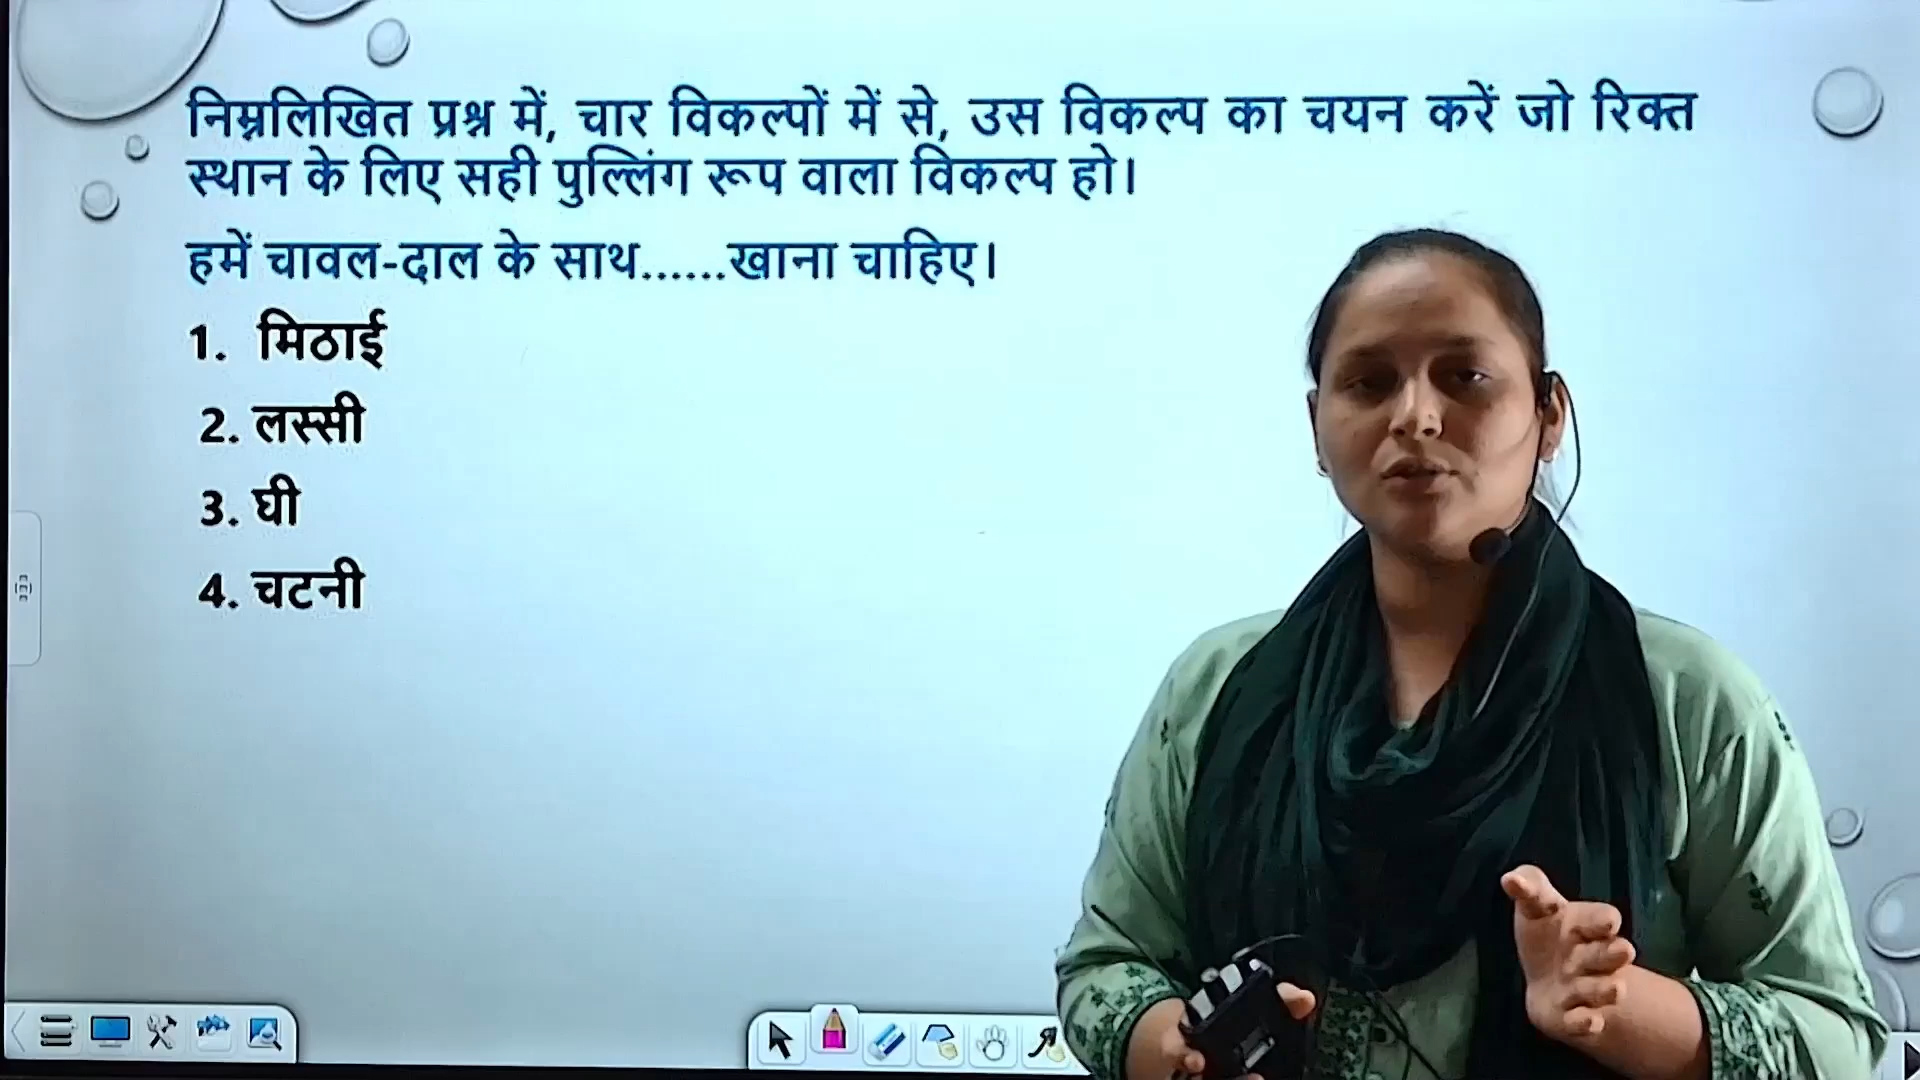 निम्नलिखित प्रश्न में, चार विकल्पों में से, उस विकल्प का चयन करें जो रिक्त
स्थान के लिए सही पुल्लिंग रूप वाला विकल्प हो।
हमें चावल-दाल के साथ......खाना चाहिए।
1. मिठाई
2. लस्सी
3. घी
4. चटनी